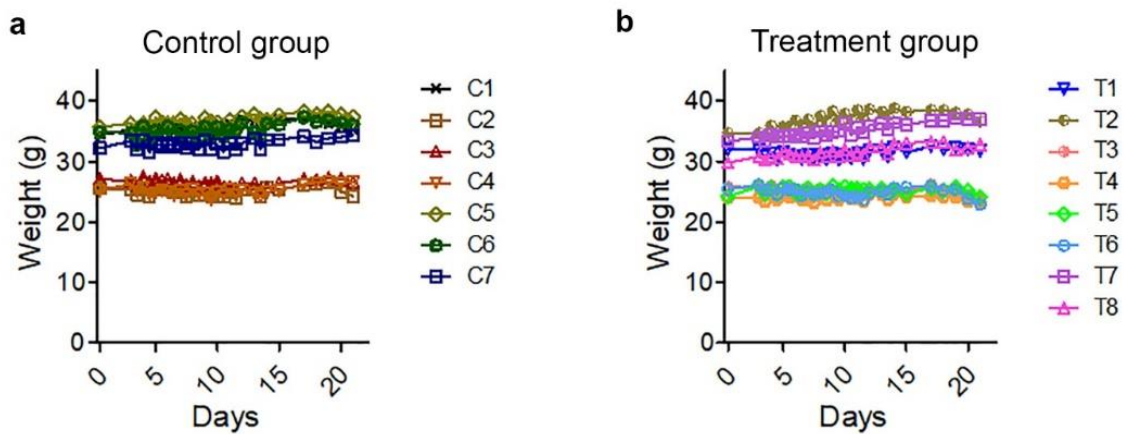 a
Control group
Weight (g)
40
30
20
10
0
0
5
10
15
20
Days
C1
C2
C3
C4
C5
C6
C7
b
Treatment group
Weight (g)
40
30
20
10
0
0
5
10
15
20
Days
T1
T2
T3
T4
T5
T6
T7
T8